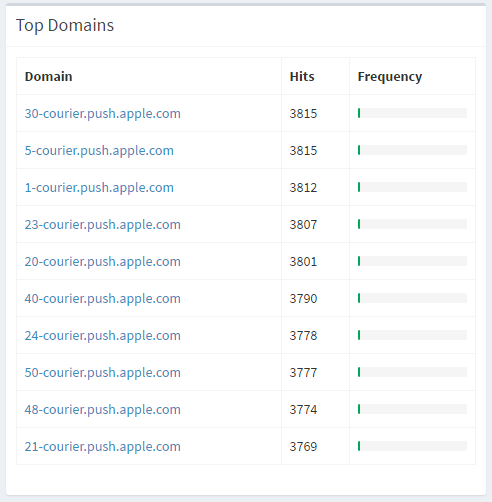 Top Domains
Domain Hits Frequency
30-courier.push.apple.com 3815
5-courier.push.apple.com 3815
1-courier.push.apple.com 3812
23-courier.push.apple.com 3807
20-courier.push.apple.com 3801
40-courier.push.apple.com 3790
24-courier.push.apple.com 3778
50-courier.push.apple.com 3777
48-courier.push.apple.com 3774
21-courier.push.apple.com 3769